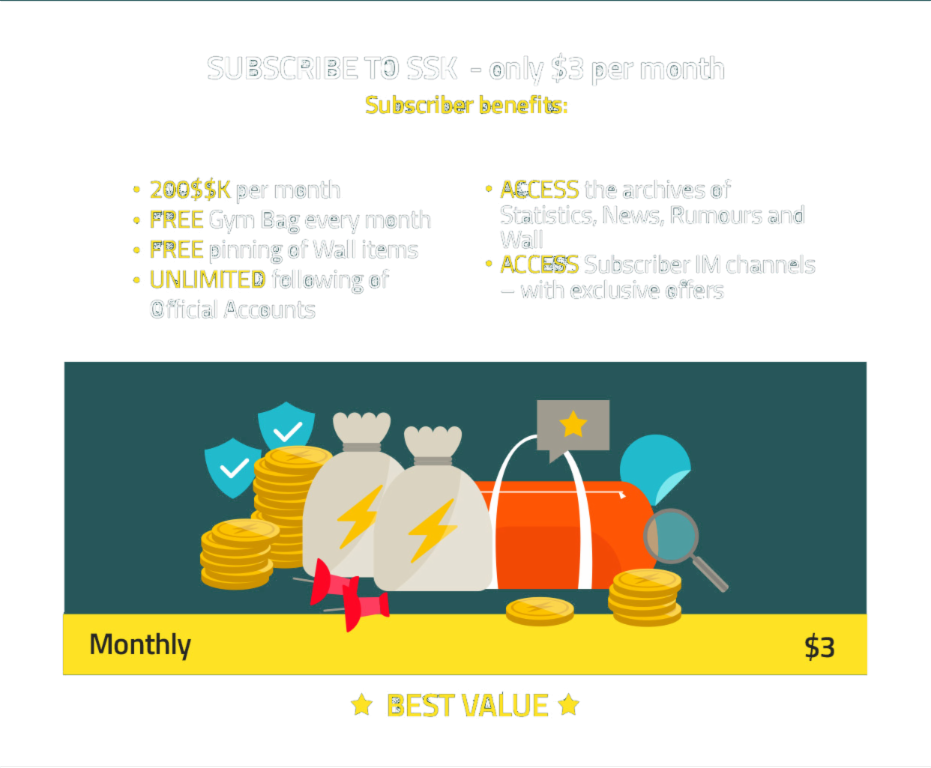 SUBSCRIBE TO SSK - only $3 per month
Subscriber benefits:
• 200$$K per month
• FREE Gym Bag every month
• FREE pinning of Wall items
• UNLIMITED following of
Official Accounts
• ACCESS the archives of
Statistics, News, Rumours and
Wall
• ACCESS Subscriber IM channels
– with exclusive offers
Monthly
$3
★ BEST VALUE ★